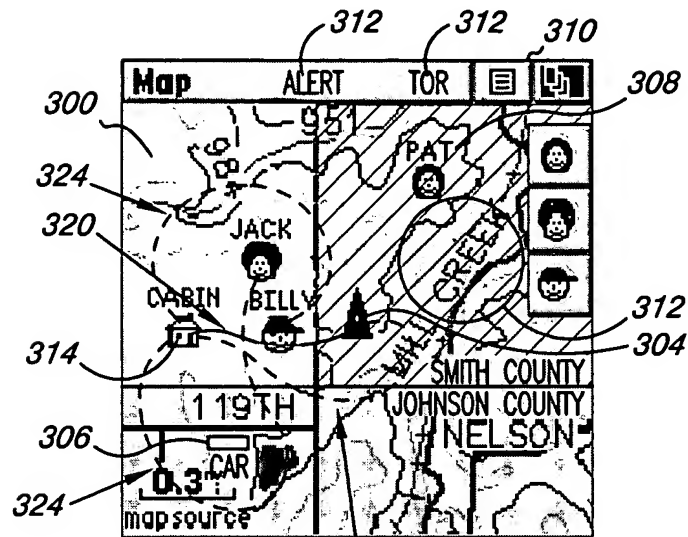 312 312 310
Map ALERT TOR
300
308
PAT
324
320
JACK
CREEK
CABIN BILLY
312
314
304
SMITH COUNTY
119TH
JOHNSON COUNTY
NELSON
306
CAR
0.3
324
mapsource